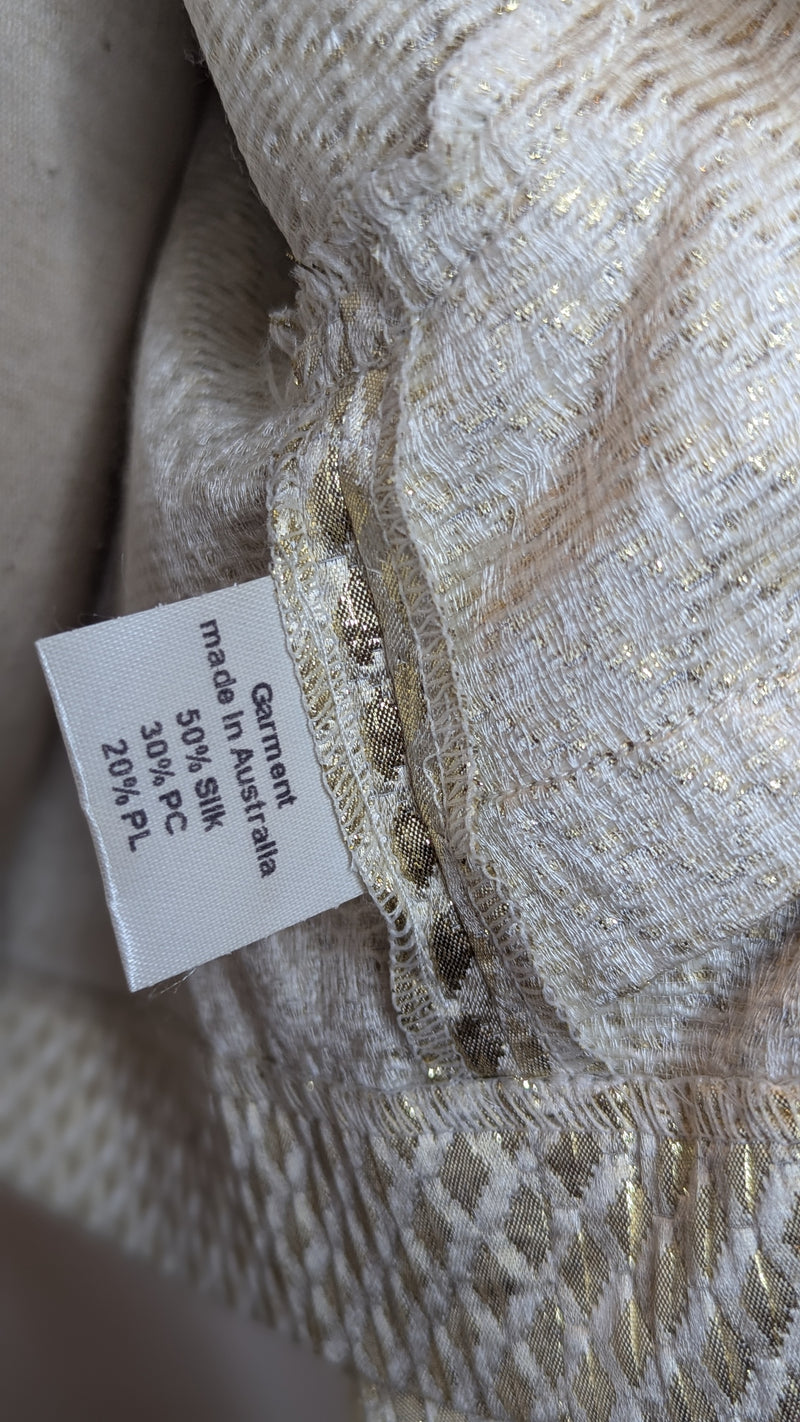 Garment
made in Australia
50% Silk
30% PC
20% PL